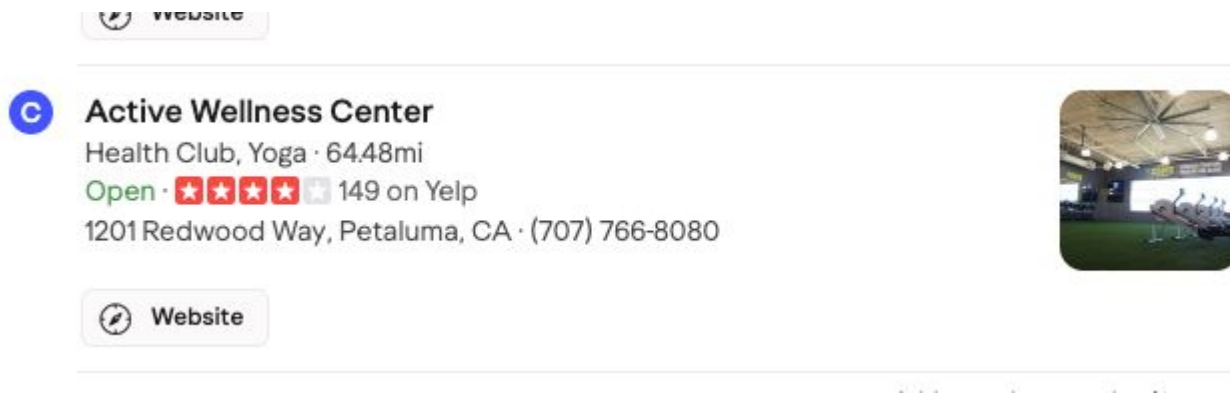 Website
C
Active Wellness Center
Health Club, Yoga · 64.48mi
Open · 149 on Yelp
1201 Redwood Way, Petaluma, CA · (707) 766-8080
Website